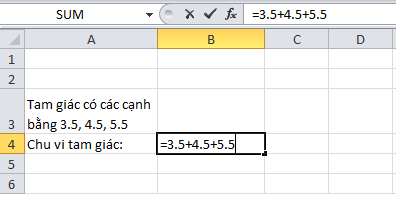 SUM fx =3.5+4.5+5.5
A B C D
1
2
Tam giác có các cạnh
3 bằng 3.5, 4.5, 5.5
4 Chu vi tam giác: =3.5+4.5+5.5
5
6